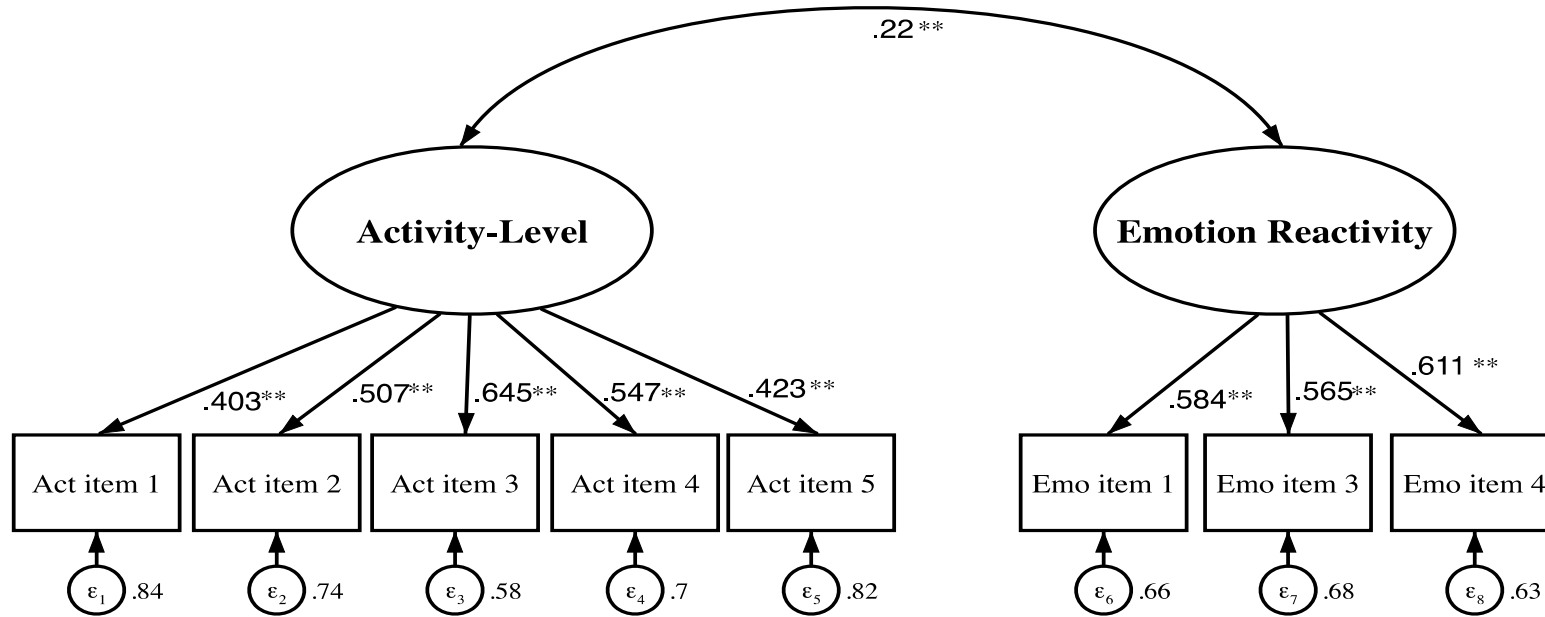 .22**
Activity-Level
Emotion Reactivity
.403** .507** .645** .547** .423**
.584** .565** .611 **
Act item 1 Act item 2 Act item 3 Act item 4 Act item 5
Emo item 1 Emo item 3 Emo item 4
ε₁ .84 ε₂ .74 ε₃ .58 ε₄ .7 ε₅ .82
ε₆ .66 ε₇ .68 ε₈ .63